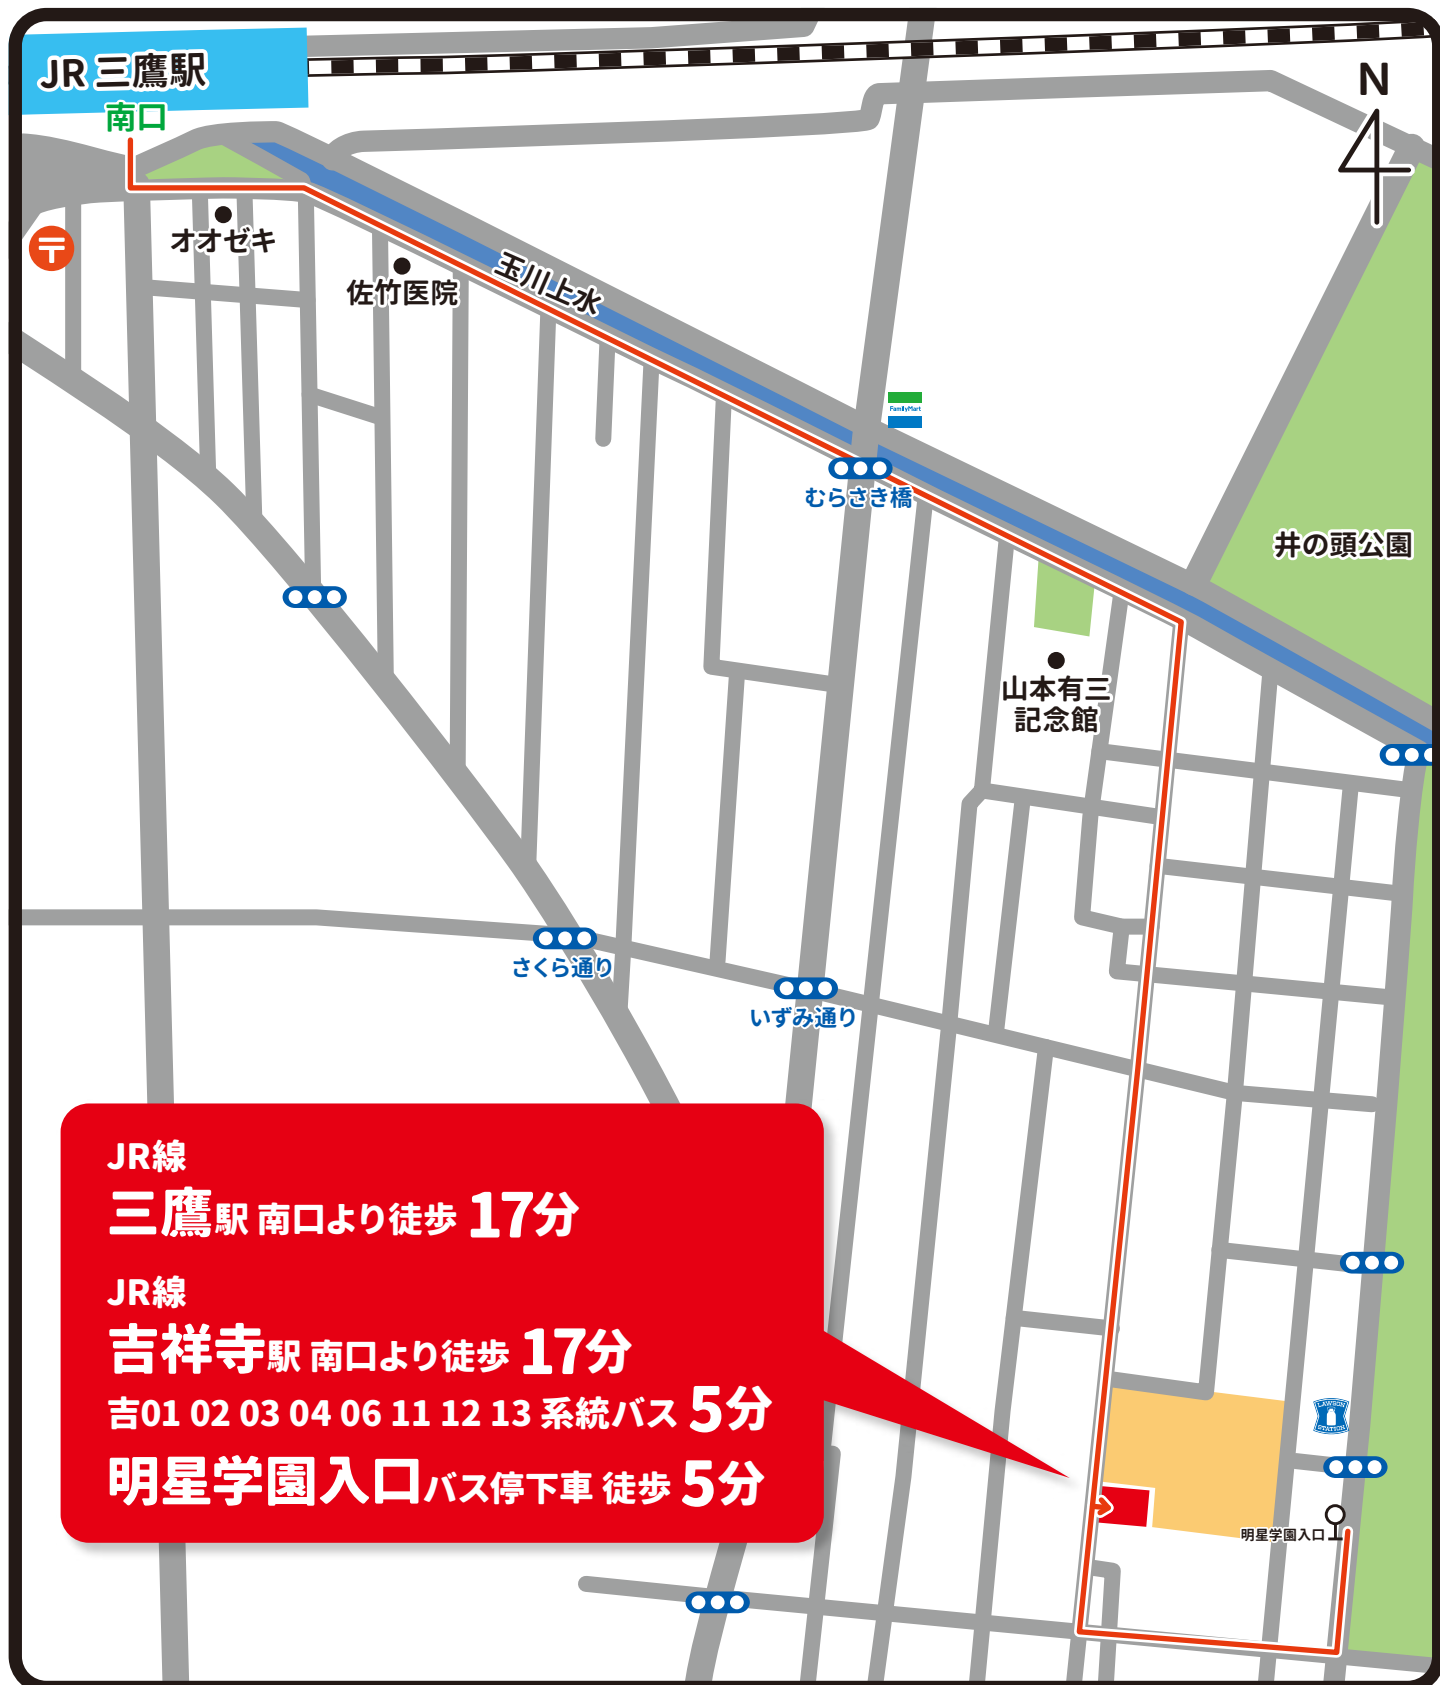 JR 三鷹駅
南口
N
オオゼキ
佐竹医院
玉川上水
FamilyMart
むらさき橋
井の頭公園
山本有三
記念館
さくら通り
いずみ通り
JR線
三鷹駅 南口より徒歩 17分
JR線
吉祥寺駅 南口より徒歩 17分
吉01 02 03 04 06 11 12 13 系統バス 5分
明星学園入口バス停下車 徒歩 5分
LAWSON
STATION
明星学園入口